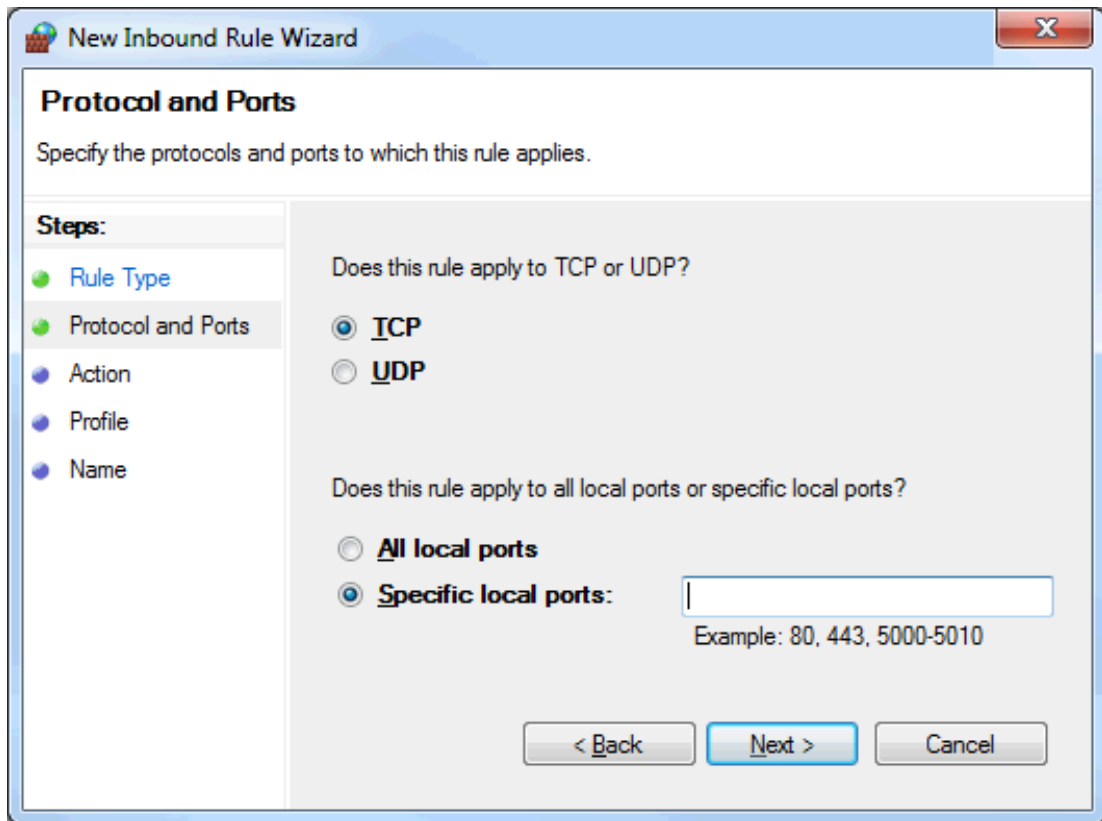 New Inbound Rule Wizard
Protocol and Ports
Specify the protocols and ports to which this rule applies.
Steps:
Rule Type
Protocol and Ports
Action
Profile
Name
Does this rule apply to TCP or UDP?
TCP
UDP
Does this rule apply to all local ports or specific local ports?
All local ports
Specific local ports:
Example: 80, 443, 5000-5010
< Back
Next >
Cancel